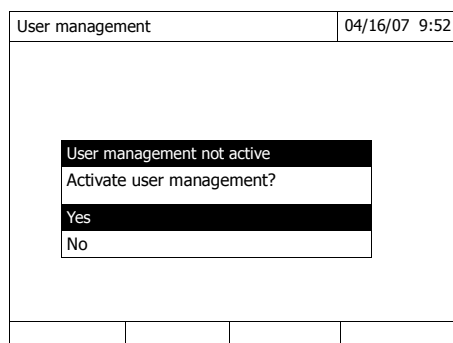 User management 04/16/07 9:52
User management not active
Activate user management?
Yes
No